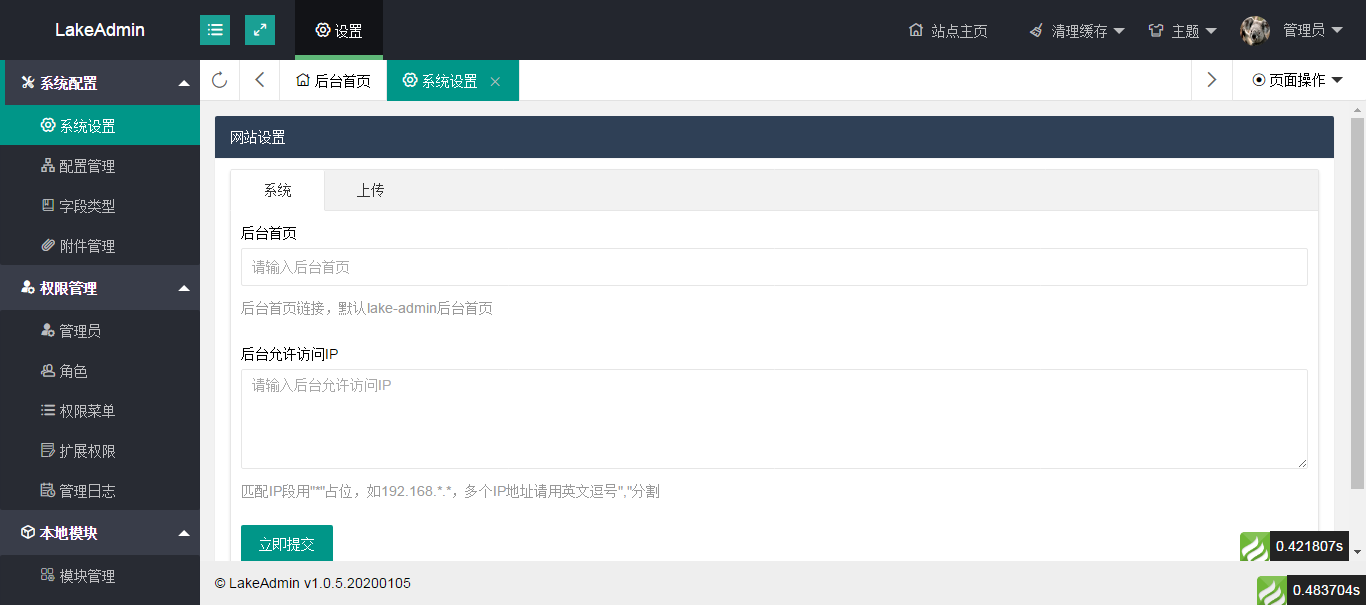 LakeAdmin
设置
站点主页
清理缓存
主题
管理员
系统配置
后台首页
系统设置
页面操作
系统设置
配置管理
字段类型
附件管理
权限管理
管理员
角色
权限菜单
扩展权限
管理日志
本地模块
模块管理
网站设置
系统
上传
后台首页
请输入后台首页
后台首页链接，默认lake-admin后台首页
后台允许访问IP
请输入后台允许访问IP
匹配IP段用"*"占位，如192.168.*.*，多个IP地址请用英文逗号","分割
立即提交
0.421807s
© LakeAdmin v1.0.5.20200105
0.483704s